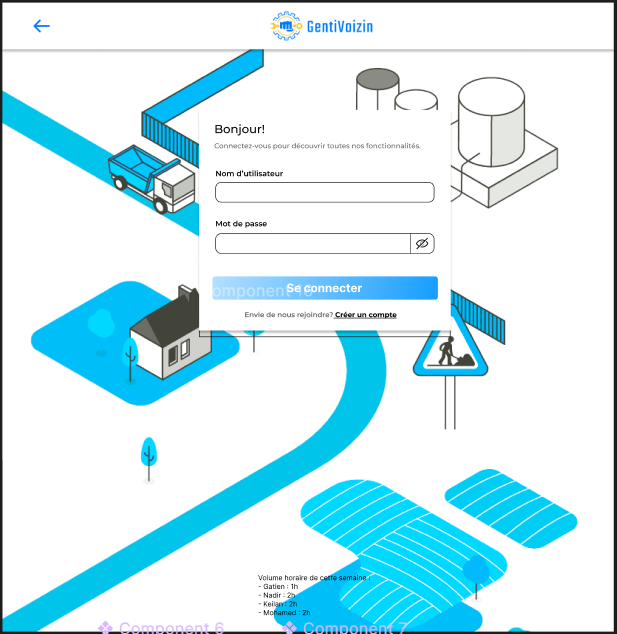 GentiVoizin
Bonjour!
Connectez-vous pour découvrir toutes nos fonctionnalités.
Nom d'utilisateur
Mot de passe
Se connecter
Envie de nous rejoindre? Créer un compte
Volume horaire de cette semaine :
- Gatien : 1h
- Nadir : 2h
- Keilan : 2h
- Mohamed : 2h
Component 6
Component 7